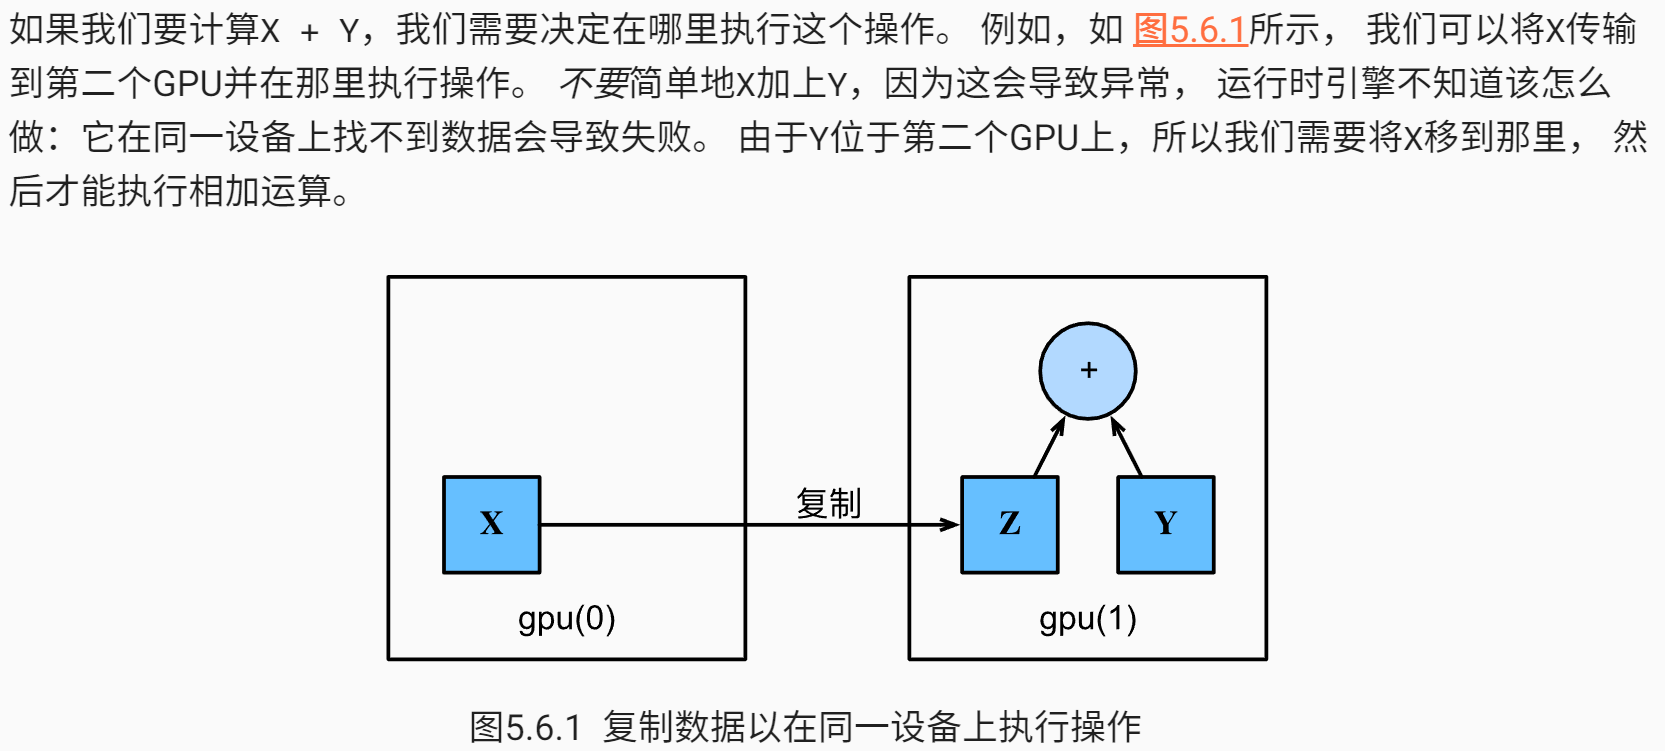 如果我们要计算X + Y，我们需要决定在哪里执行这个操作。 例如，如 图5.6.1所示， 我们可以将X传输
到第二个GPU并在那里执行操作。 不要简单地X加上Y，因为这会导致异常， 运行时引擎不知道该怎么
做：它在同一设备上找不到数据会导致失败。 由于Y位于第二个GPU上，所以我们需要将X移到那里， 然
后才能执行相加运算。
+
复制
X
Z
Y
gpu(0)
gpu(1)
图5.6.1 复制数据以在同一设备上执行操作